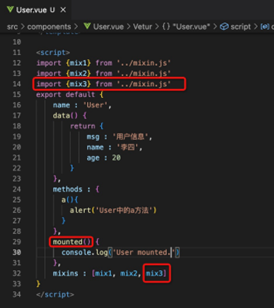 User.vue U
src > components > User.vue > Vetur > {} "User.vue" > script >
11
12 <script>
13 import {mix1} from '../mixin.js'
14 import {mix2} from '../mixin.js'
14 import {mix3} from '../mixin.js'
15 export default {
16 name : 'User',
17 data() {
18 return {
19 msg : '用户信息',
20 name : '李四',
21 age : 20
22 }
23 },
24 methods : {
25 a(){
26 alert('User中的a方法')
27 }
28 },
29 mounted() {
30 console.log('User mounted.')
31 },
32 mixins : [mix1, mix2, mix3]
33 }
34 </script>